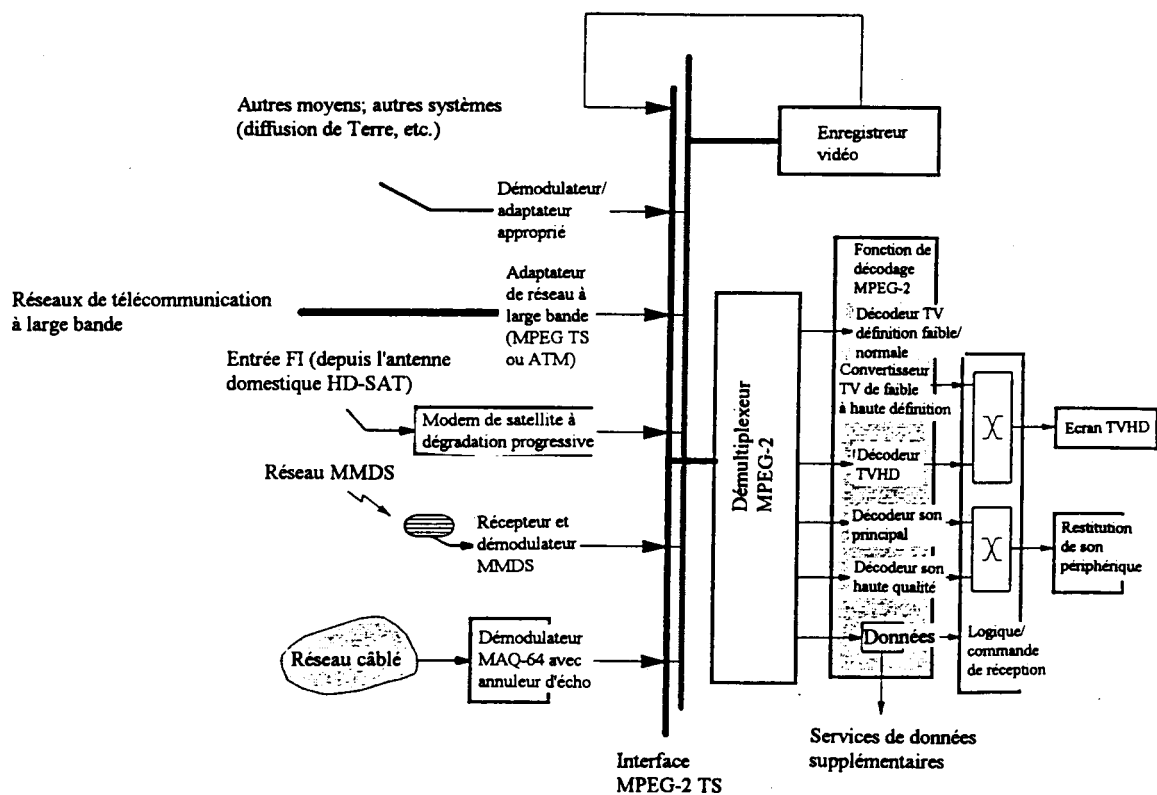 Autres moyens; autres systèmes
(diffusion de Terre, etc.)
Enregistreur
vidéo
Démodulateur/
adaptateur
approprié
Réseaux de télécommunication
à large bande
Adaptateur
de réseau à
large bande
(MPEG TS
ou ATM)
Entrée FI (depuis l'antenne
domestique HD-SAT)
Modem de satellite à
dégradation progressive
Réseau MMDS
Récepteur et
démodulateur
MMDS
Réseau câblé
Démodulateur
MAQ-64 avec
annuleur d'écho
Interface
MPEG-2 TS
Démultiplexeur
MPEG-2
Fonction de
décodage
MPEG-2
Décodeur TV
définition faible/
normale
Convertisseur
TV de faible
à haute définition
Décodeur
TVHD
Décodeur son
principal
Décodeur son
haute qualité
Données
Logique/
commande
de réception
Ecran TVHD
Restitution
de son
périphérique
Services de données
supplémentaires